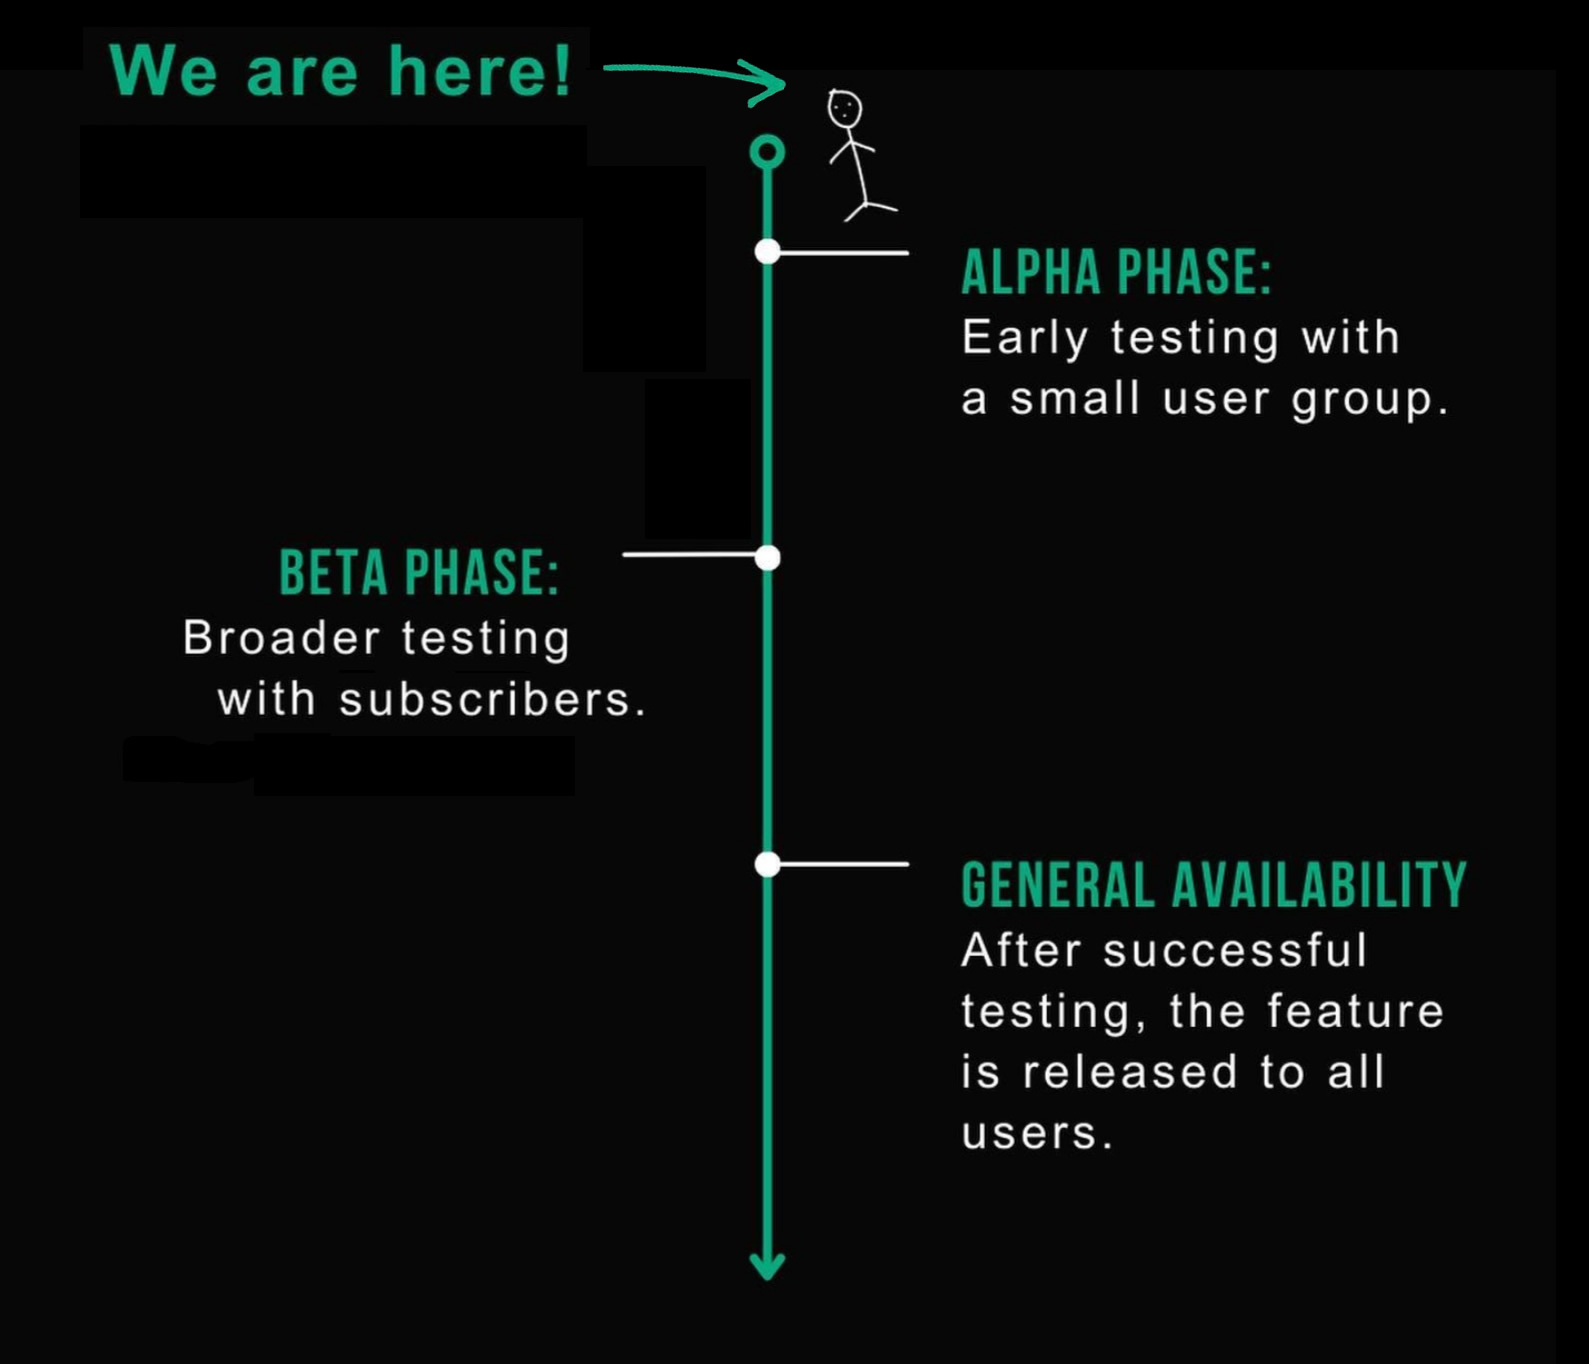 We are here!
ALPHA PHASE:
Early testing with
a small user group.
BETA PHASE:
Broader testing
with subscribers.
GENERAL AVAILABILITY
After successful
testing, the feature
is released to all
users.